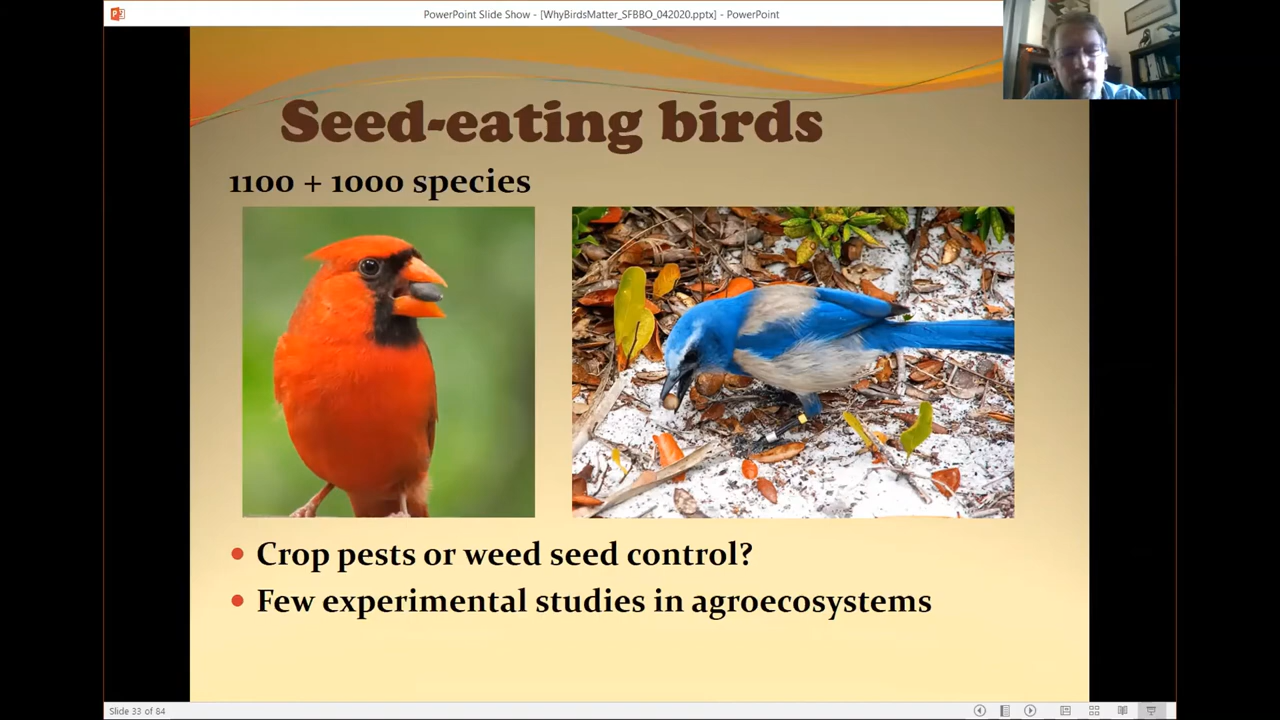 PowerPoint Slide Show - [WhyBirdsMatter_SFBBO_042020.pptx] - PowerPoint
Seed-eating birds
1100 + 1000 species
• Crop pests or weed seed control?
• Few experimental studies in agroecosystems
Slide 33 of 84